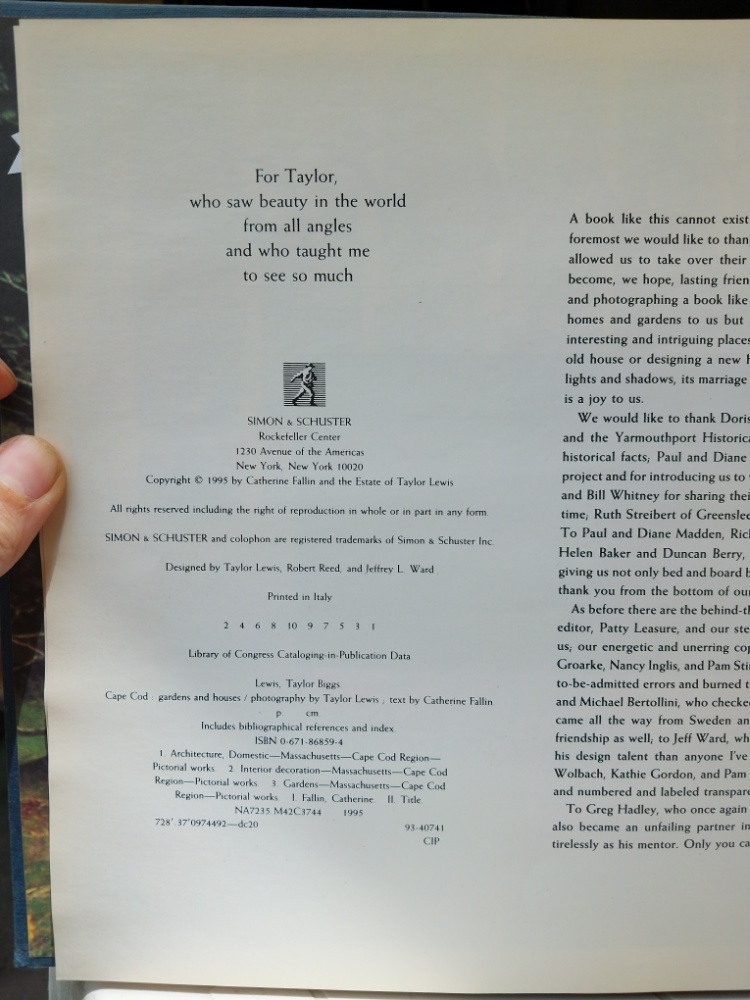 For Taylor,
who saw beauty in the world
from all angles
and who taught me
to see so much
SIMON & SCHUSTER
Rockefeller Center
1230 Avenue of the Americas
New York, New York 10020
Copyright © 1995 by Catherine Fallin and the Estate of Taylor Lewis
All rights reserved including the right of reproduction in whole or in part in any form.
SIMON & SCHUSTER and colophon are registered trademarks of Simon & Schuster Inc.
Designed by Taylor Lewis, Robert Reed, and Jeffrey L. Ward
Printed in Italy
2 4 6 8 10 9 7 5 3 1
Library of Congress Cataloging-in-Publication Data
Lewis, Taylor Biggs.
Cape Cod : gardens and houses / photography by Taylor Lewis ; text by Catherine Fallin.
p. cm.
Includes bibliographical references and index.
ISBN 0-671-86859-4
1. Architecture, Domestic—Massachusetts—Cape Cod Region—
Pictorial works. 2. Interior decoration—Massachusetts—Cape Cod
Region—Pictorial works. 3. Gardens—Massachusetts—Cape Cod
Region—Pictorial works. I. Fallin, Catherine. II. Title.
NA7235.M42C3744 1995
728'.37'0974492—dc20 93-40741
CIP
A book like this cannot exist
foremost we would like to than
allowed us to take over their
become, we hope, lasting frien
and photographing a book like
homes and gardens to us but
interesting and intriguing places
old house or designing a new h
lights and shadows, its marriage
is a joy to us.
We would like to thank Doris
and the Yarmouthport Historica
historical facts; Paul and Diane
project and for introducing us to
and Bill Whitney for sharing thei
time; Ruth Streibert of Greenslee
To Paul and Diane Madden, Rich
Helen Baker and Duncan Berry,
giving us not only bed and board b
thank you from the bottom of our
As before there are the behind-th
editor, Patty Leasure, and our ste
us; our energetic and unerring cop
Groarke, Nancy Inglis, and Pam Sti
to-be-admitted errors and burned t
and Michael Bertollini, who checke
came all the way from Sweden an
friendship as well; to Jeff Ward, wh
his design talent than anyone I've
Wolbach, Kathie Gordon, and Pam
and numbered and labeled transpare
To Greg Hadley, who once again
also became an unfailing partner in
tirelessly as his mentor. Only you ca